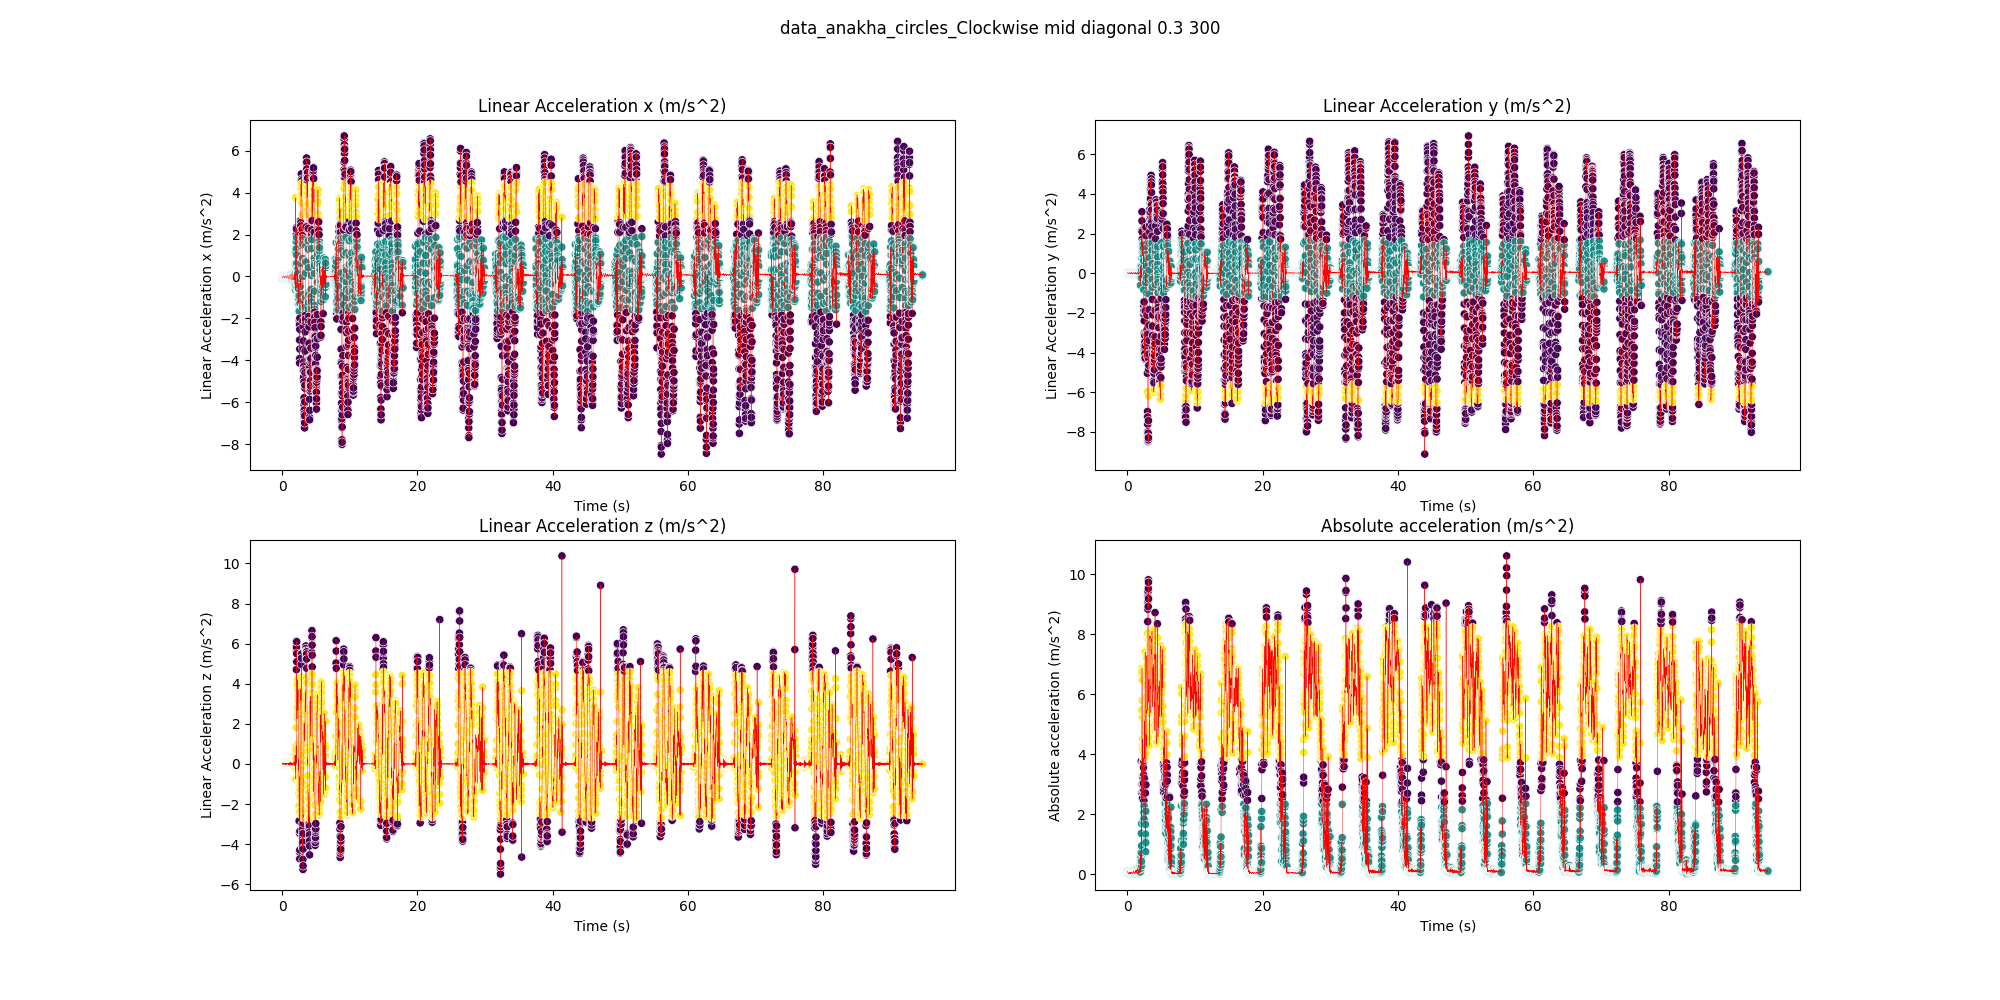 data_anakha_circles_Clockwise mid diagonal 0.3 300
Linear Acceleration x (m/s^2)
Linear Acceleration x (m/s^2)
6
4
2
0
−2
−4
−6
−8
0 20 40 60 80
Time (s)
Linear Acceleration y (m/s^2)
Linear Acceleration y (m/s^2)
6
4
2
0
−2
−4
−6
−8
0 20 40 60 80
Time (s)
Linear Acceleration z (m/s^2)
Linear Acceleration z (m/s^2)
10
8
6
4
2
0
−2
−4
−6
0 20 40 60 80
Time (s)
Absolute acceleration (m/s^2)
Absolute acceleration (m/s^2)
10
8
6
4
2
0
0 20 40 60 80
Time (s)